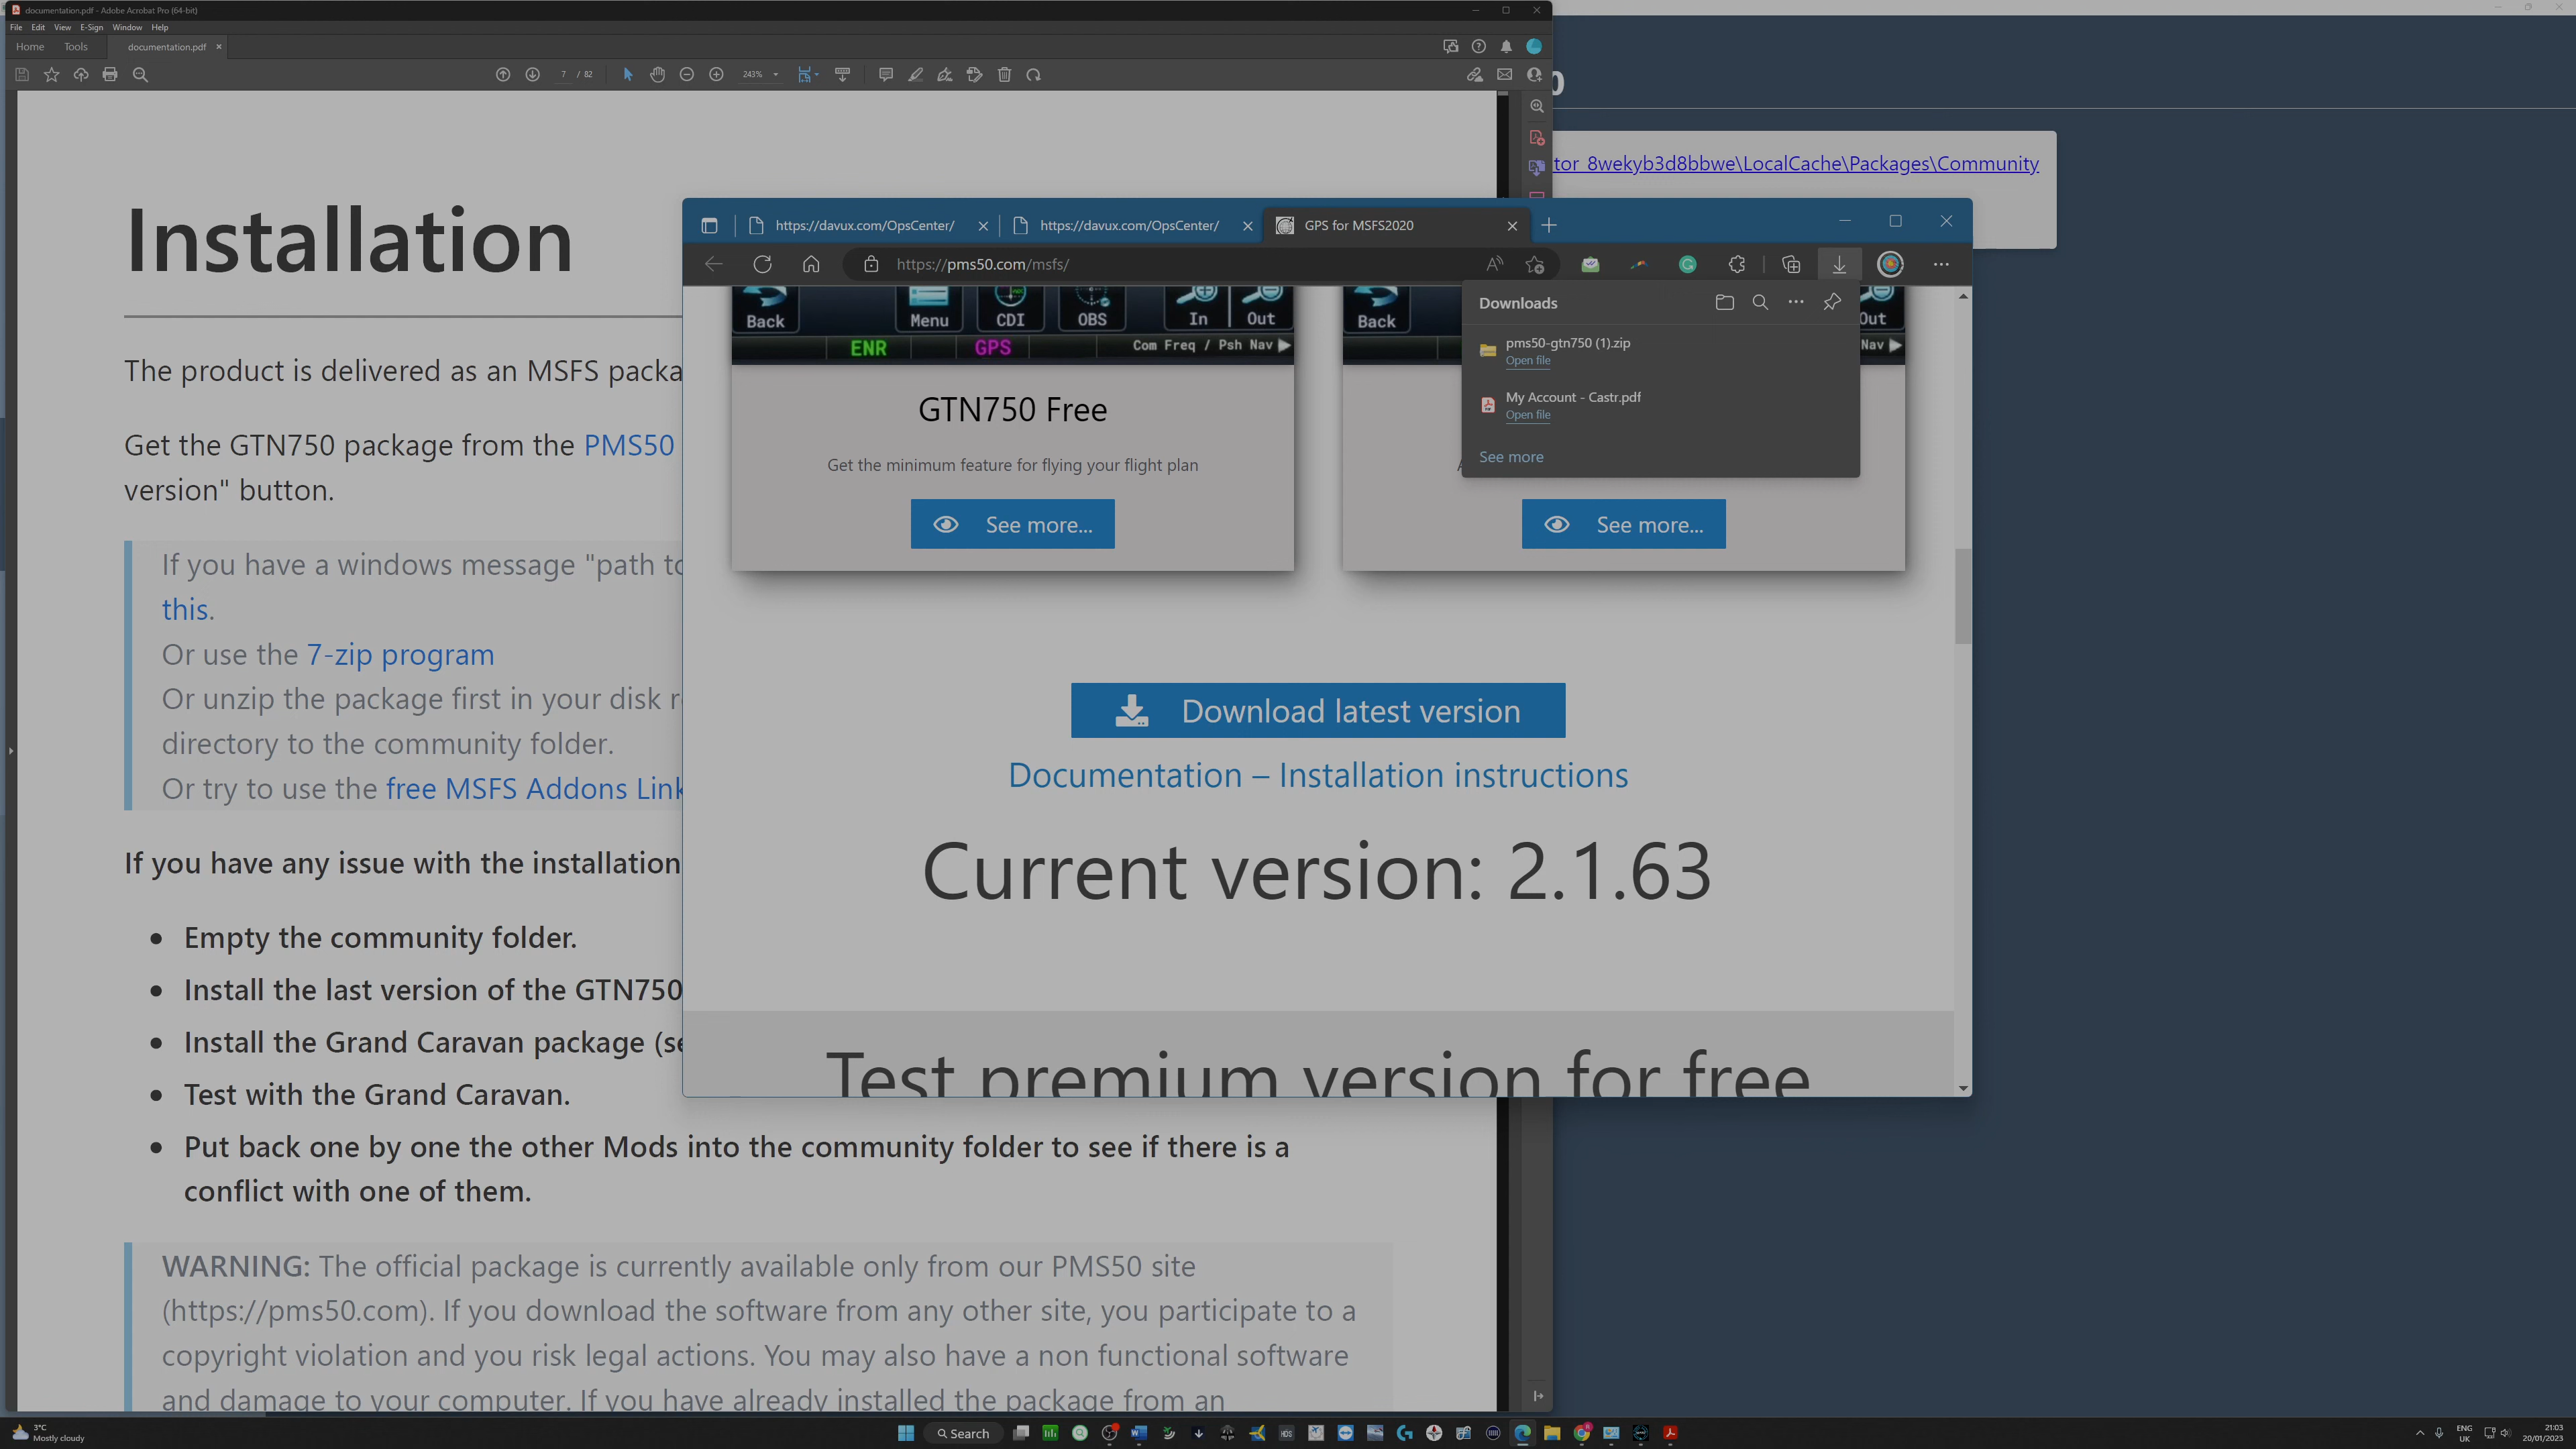 documentation.pdf - Adobe Acrobat Pro (64-bit)
File Edit View E-Sign Window Help
Home Tools documentation.pdf
7 / 82 243%
Installation
The product is delivered as an MSFS packa
Get the GTN750 package from the PMS50
version" button.
If you have a windows message "path to
this.
Or use the 7-zip program
Or unzip the package first in your disk r
directory to the community folder.
Or try to use the free MSFS Addons Link
If you have any issue with the installation
Empty the community folder.
Install the last version of the GTN750
Install the Grand Caravan package (se
Test with the Grand Caravan.
Put back one by one the other Mods into the community folder to see if there is a
conflict with one of them.
WARNING: The official package is currently available only from our PMS50 site
(https://pms50.com). If you download the software from any other site, you participate to a
copyright violation and you risk legal actions. You may also have a non functional software
and damage to your computer. If you have already installed the package from an
0
tor_8wekyb3d8bbwe\LocalCache\Packages\Community
https://davux.com/OpsCenter/ https://davux.com/OpsCenter/ GPS for MSFS2020
https://pms50.com/msfs/
Back Menu CDI OBS In Out
ENR GPS Com Freq / Psh Nav
Back Out
Nav
Downloads
pms50-gtn750 (1).zip
Open file
My Account - Castr.pdf
Open file
See more
GTN750 Free
Get the minimum feature for flying your flight plan
See more...
See more...
Download latest version
Documentation – Installation instructions
Current version: 2.1.63
Test premium version for free
3°C
Mostly cloudy
Search
ENG
UK
21:03
20/01/2023